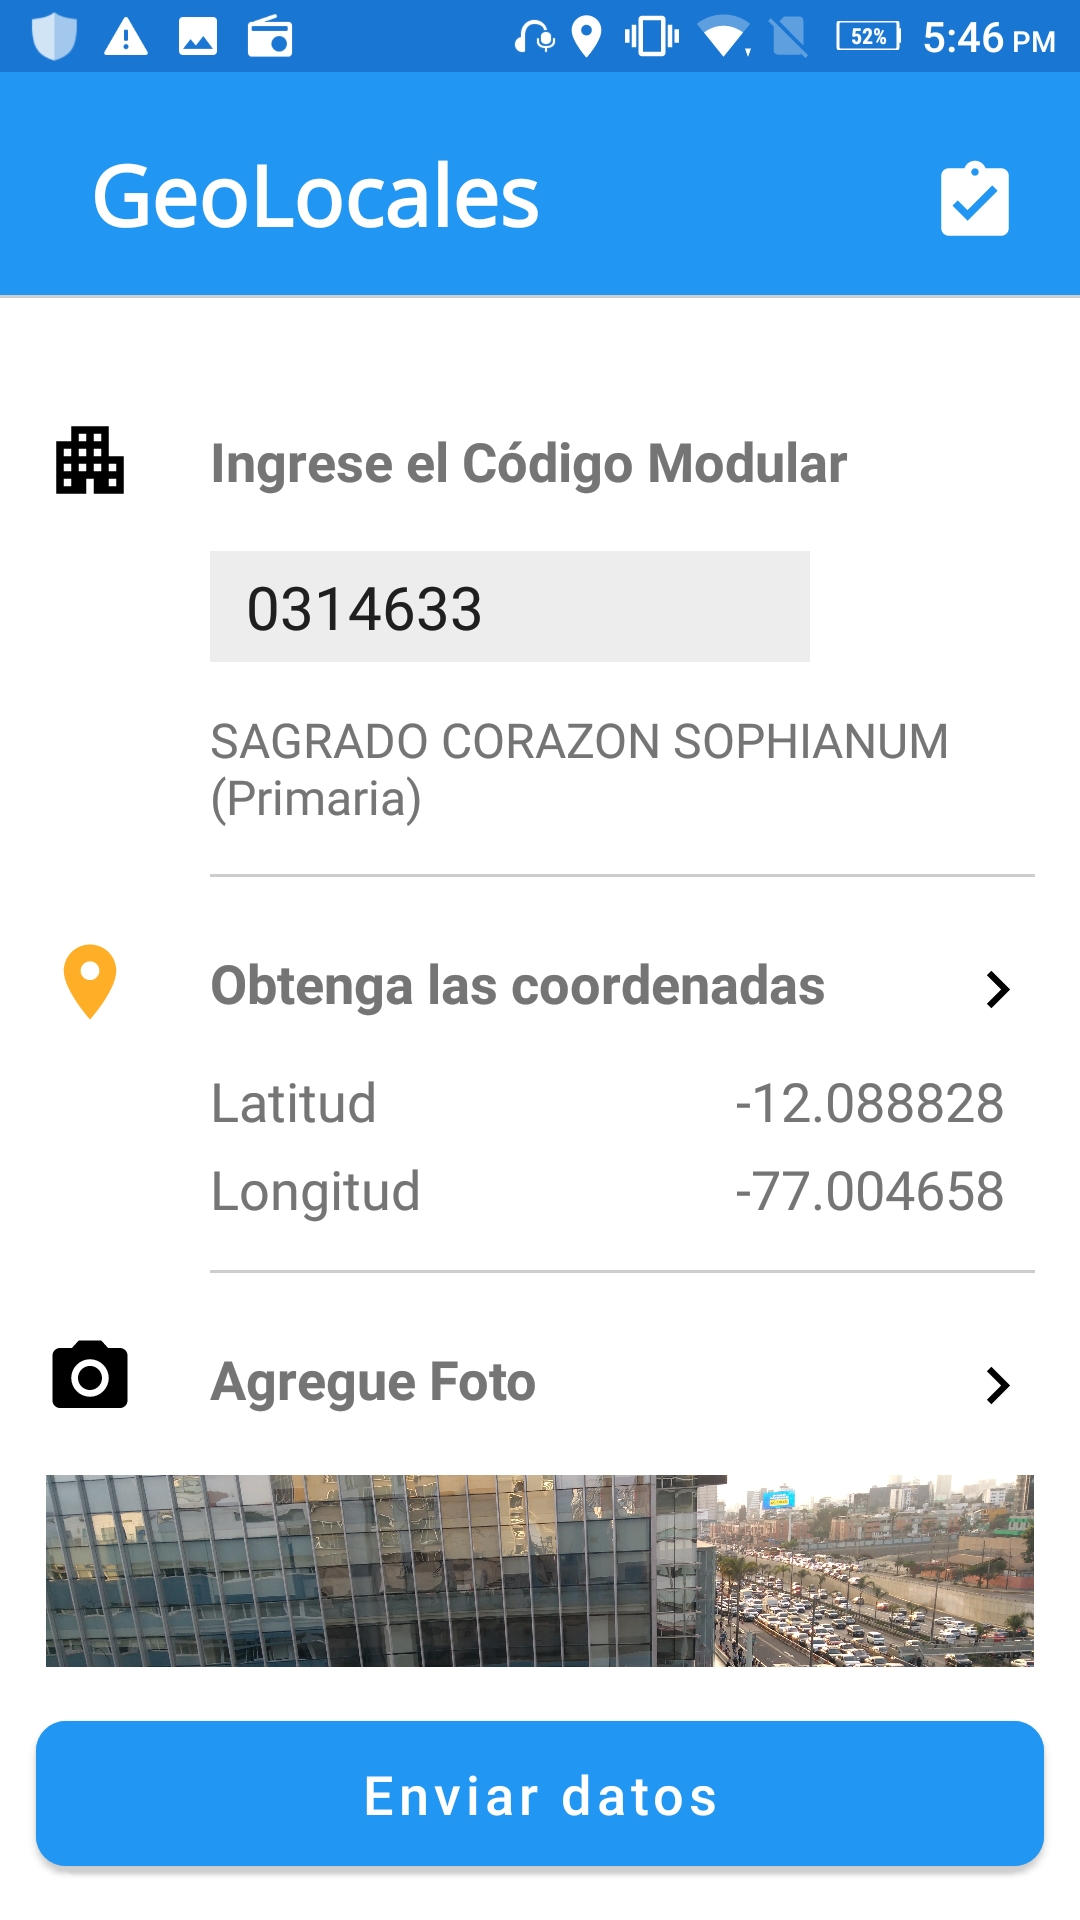 52% 5:46 PM
GeoLocales
Ingrese el Código Modular
0314633
SAGRADO CORAZON SOPHIANUM
(Primaria)
Obtenga las coordenadas
Latitud -12.088828
Longitud -77.004658
Agregue Foto
Enviar datos